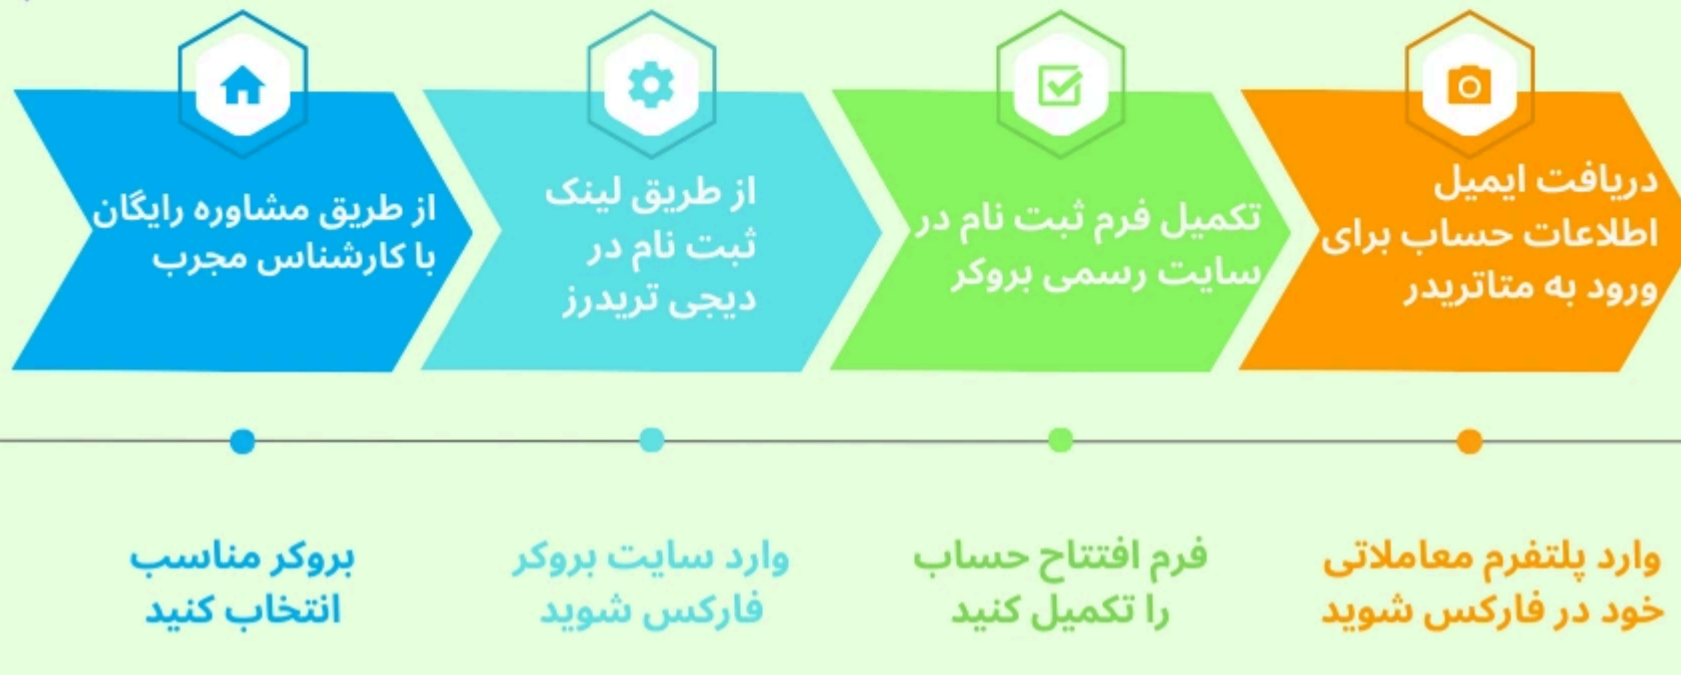 از طریق مشاوره رایگان
با کارشناس مجرب
از طریق لینک
ثبت نام در
دیجی تریدرز
تکمیل فرم ثبت نام در
سایت رسمی بروکر
دریافت ایمیل
اطلاعات حساب برای
ورود به متاتریدر
بروکر مناسب
انتخاب کنید
وارد سایت بروکر
فارکس شوید
فرم افتتاح حساب
را تکمیل کنید
وارد پلتفرم معاملاتی
خود در فارکس شوید